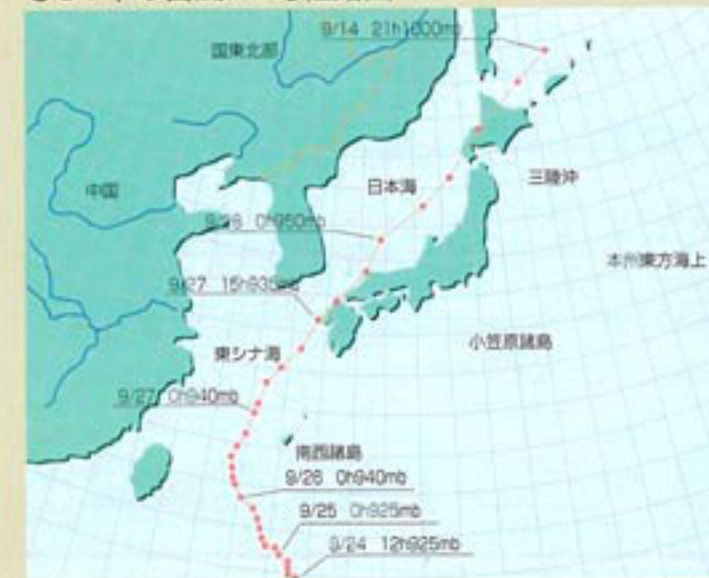 9/14 21h1000mb
国東北部
中国
日本海
三陸沖
9/28 0h950mb
本州東方海上
9/27 15h935mb
小笠原諸島
東シナ海
9/27 0h940mb
南西諸島
9/26 0h940mb
9/25 0h925mb
9/24 12h925mb